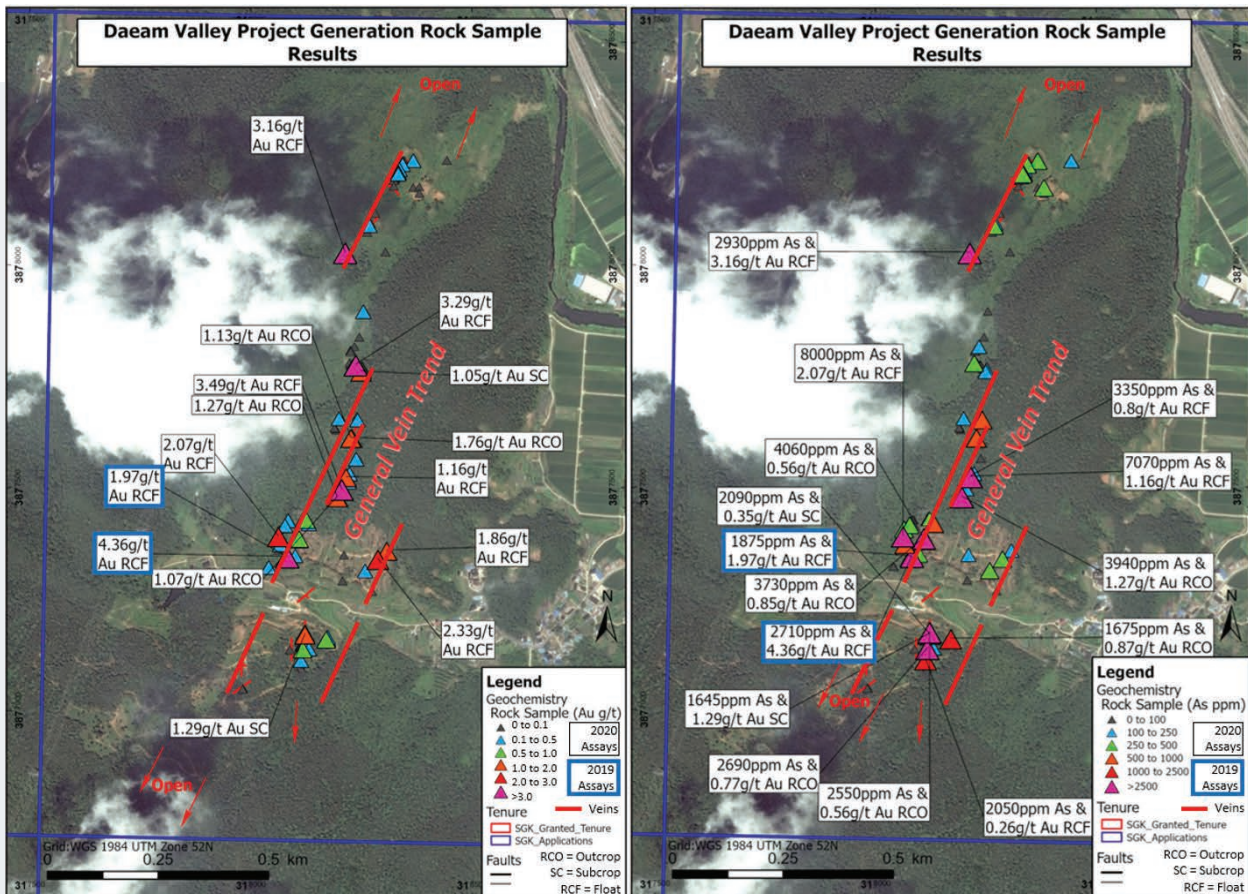 Daeam Valley Project Generation Rock Sample
Results
Open
3.16g/t
Au RCF
3.29g/t
Au RCF
1.13g/t Au RCO
1.05g/t Au SC
3.49g/t Au RCF
1.27g/t Au RCO
General Vein Trend
1.76g/t Au RCO
2.07g/t
Au RCF
1.16g/t
Au RCF
1.97g/t
Au RCF
4.36g/t
Au RCF
1.86g/t
Au RCF
1.07g/t Au RCO
N
2.33g/t
Au RCF
1.29g/t Au SC
Open
Legend
Geochemistry
Rock Sample (Au g/t)
0 to 0.1
0.1 to 0.5
0.5 to 1.0
1.0 to 2.0
2.0 to 3.0
>3.0
2020
Assays
2019
Assays
Tenure
Veins
SGK_Granted_Tenure
SGK_Applications
Faults
RCO = Outcrop
SC = Subcrop
RCF = Float
Grid:WGS 1984 UTM Zone 52N
0 0.25 0.5 km
387 8000
Daeam Valley Project Generation Rock Sample
Results
Open
2930ppm As &
3.16g/t Au RCF
8000ppm As &
2.07g/t Au RCF
General Vein Trend
3350ppm As &
0.8g/t Au RCF
4060ppm As &
0.56g/t Au RCO
7070ppm As &
1.16g/t Au RCF
2090ppm As &
0.35g/t Au SC
1875ppm As &
1.97g/t Au RCF
3730ppm As &
0.85g/t Au RCO
3940ppm As &
1.27g/t Au RCO
N
2710ppm As &
4.36g/t Au RCF
1675ppm As &
0.87g/t Au RCO
1645ppm As &
1.29g/t Au SC
Open
2690ppm As &
0.77g/t Au RCO
2550ppm As &
0.56g/t Au RCO
2050ppm As &
0.26g/t Au RCF
Legend
Geochemistry
Rock Sample (As ppm)
0 to 100
100 to 250
250 to 500
500 to 1000
1000 to 2500
>2500
2020
Assays
2019
Assays
Tenure
Veins
SGK_Granted_Tenure
SGK_Applications
Faults
RCO = Outcrop
SC = Subcrop
RCF = Float
Grid:WGS 1984 UTM Zone 52N
0 0.25 0.5 km
387 8000